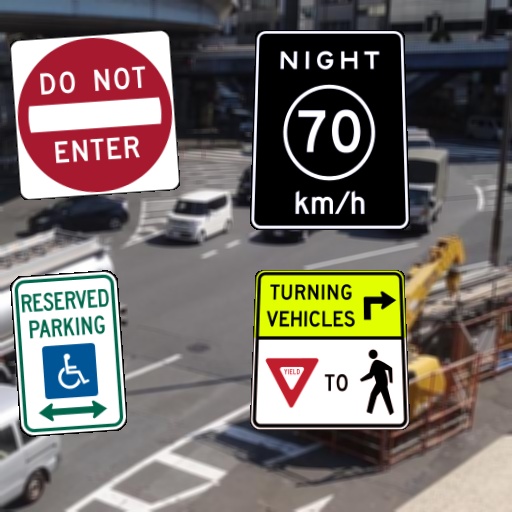 DO NOT
ENTER
NIGHT
70
km/h
RESERVED
PARKING
TURNING
VEHICLES
YIELD
TO